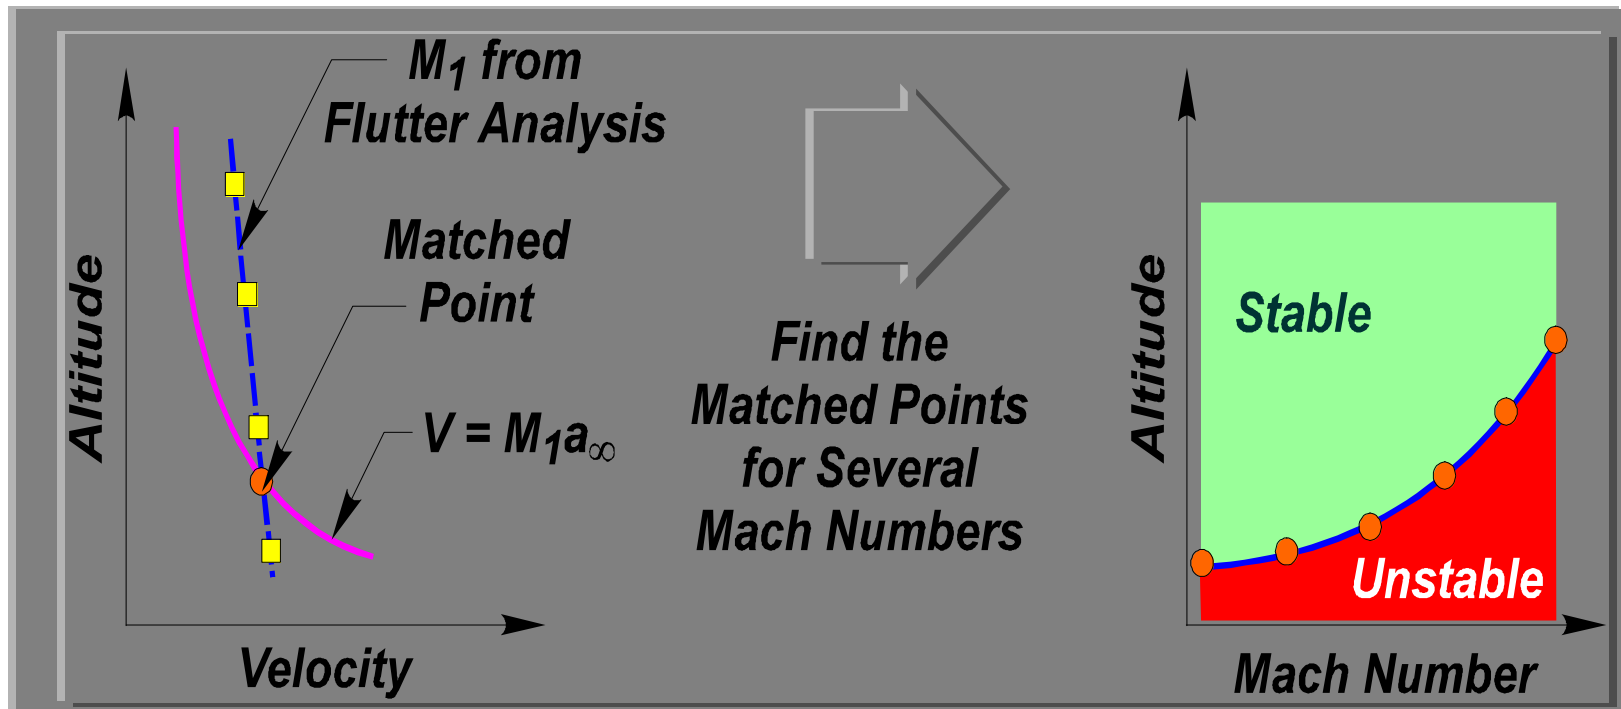 M₁ from
Flutter Analysis
Matched
Point
V = M₁a∞
Altitude
Velocity
Find the
Matched Points
for Several
Mach Numbers
Altitude
Stable
Unstable
Mach Number